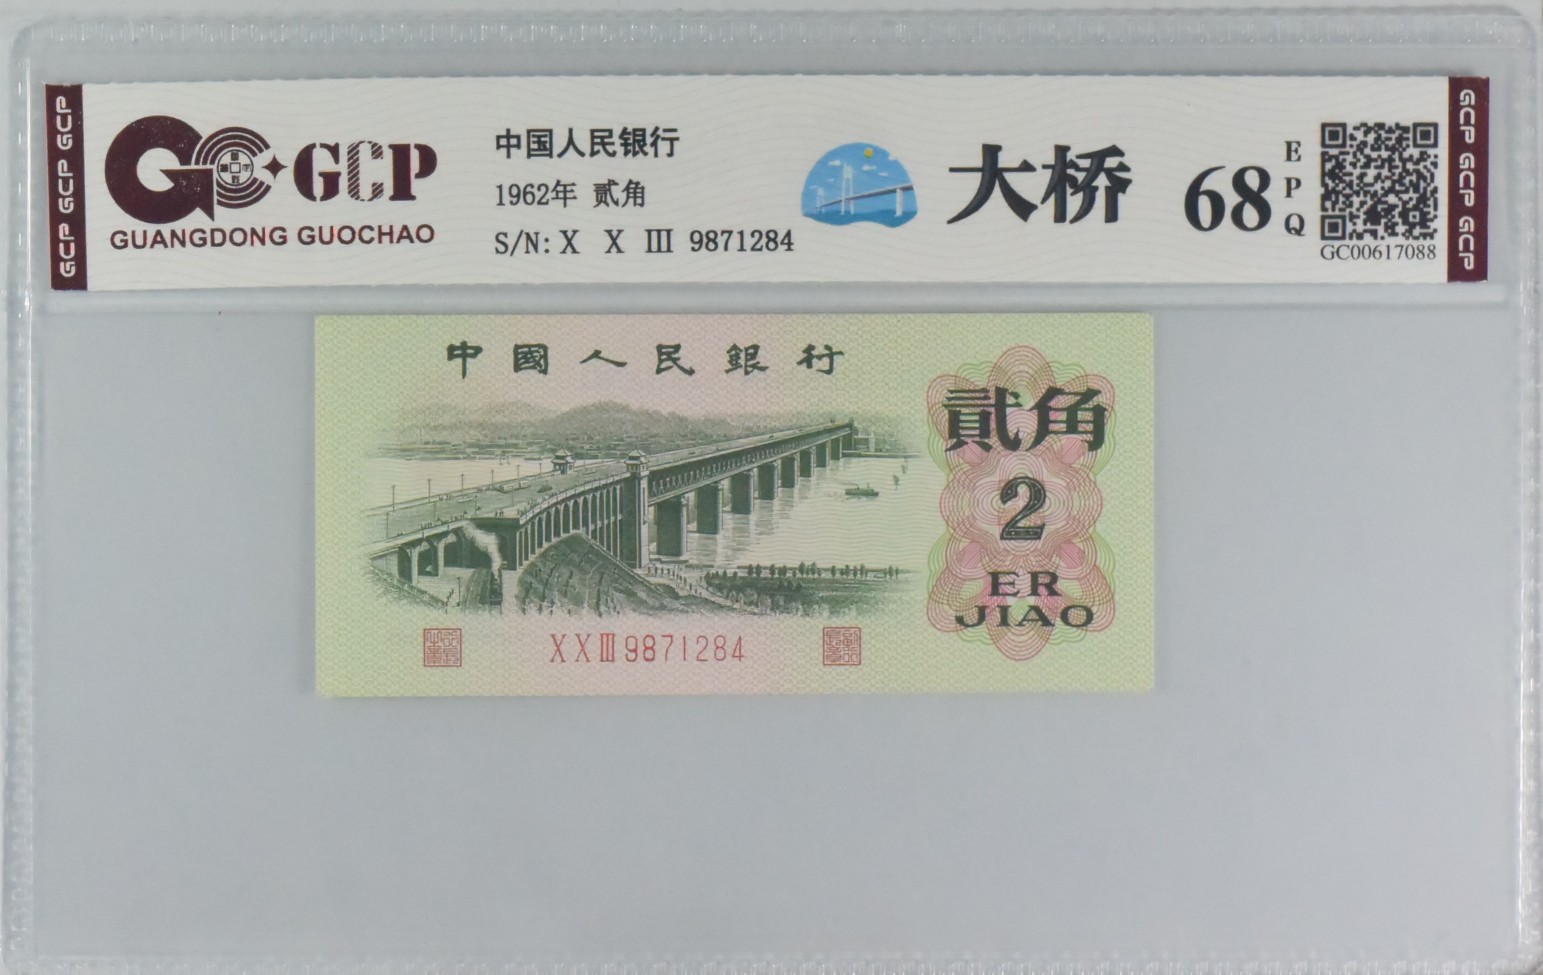 GCP GCP GCP
GCP
GUANGDONG GUOCHAO
中国人民银行
1962年 贰角
S/N: X X III 9871284
大桥
68
E
P
Q
GC00617088
GCP GCP GCP
中國人民銀行
貳角
2
ER
JIAO
XXIII9871284